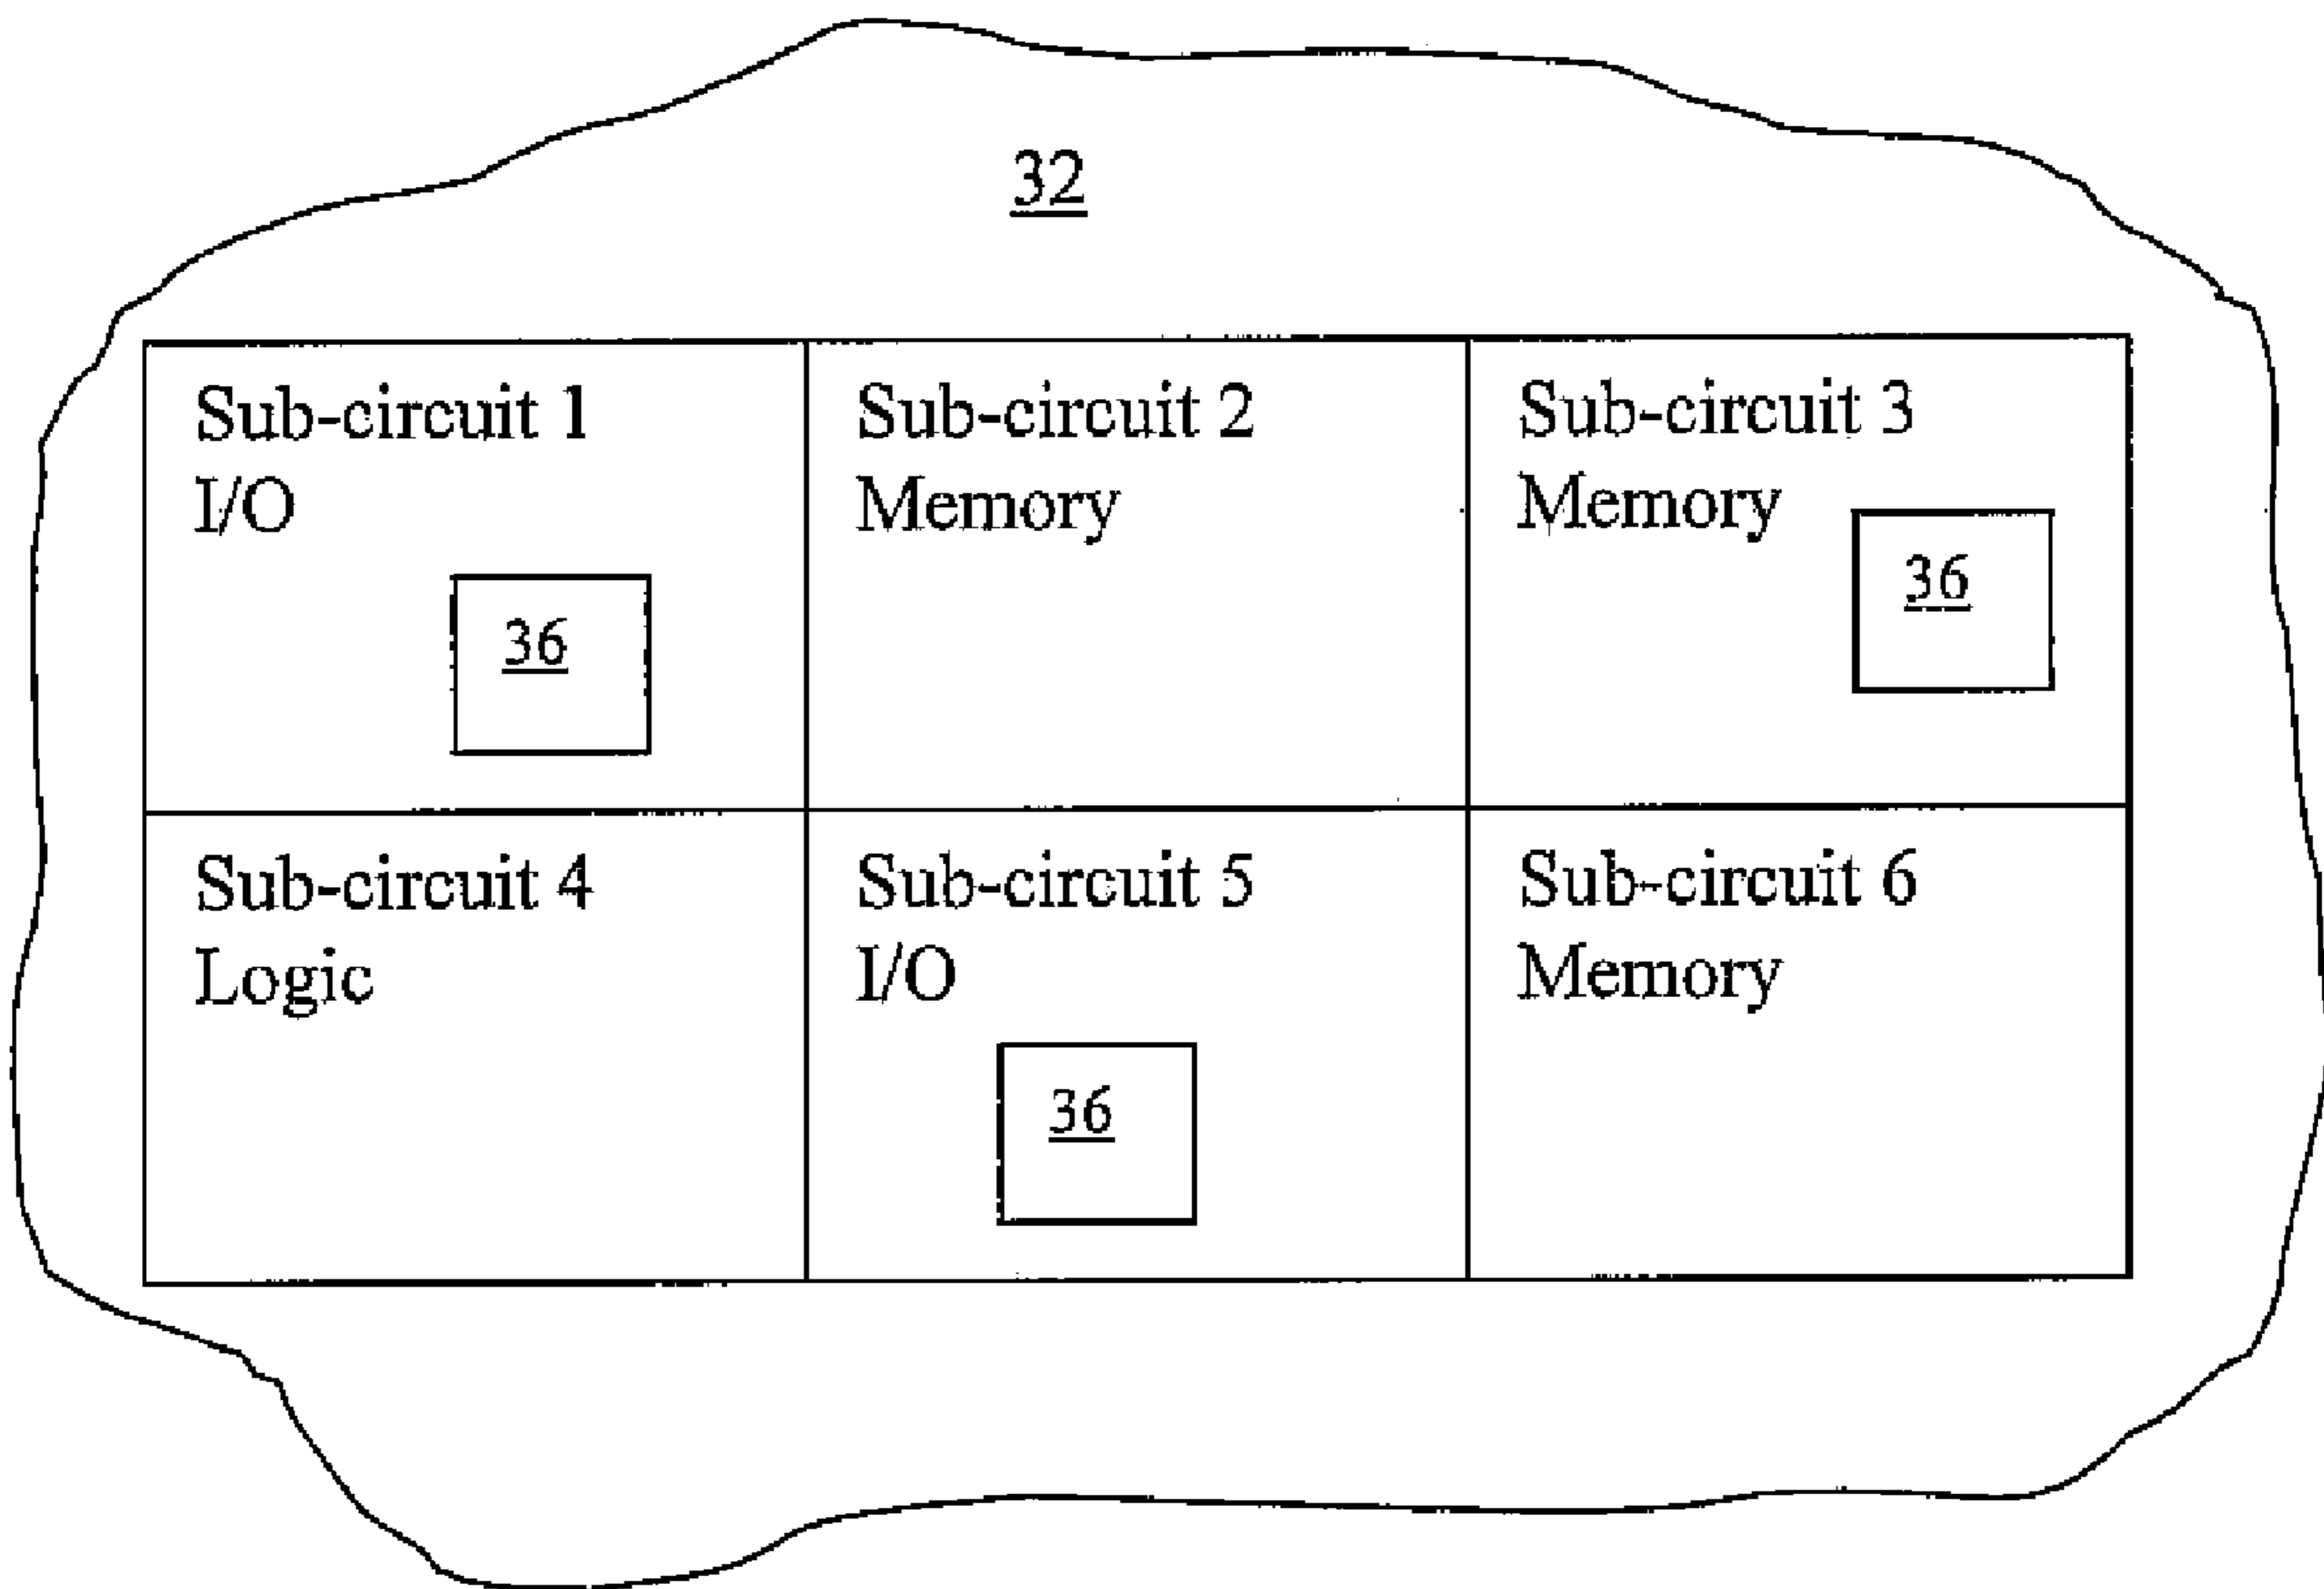 32
Sub-circuit 1
I/O
36
Sub-circuit 2
Memory
Sub-circuit 3
Memory
36
Sub-circuit 4
Logic
Sub-circuit 5
I/O
36
Sub-circuit 6
Memory